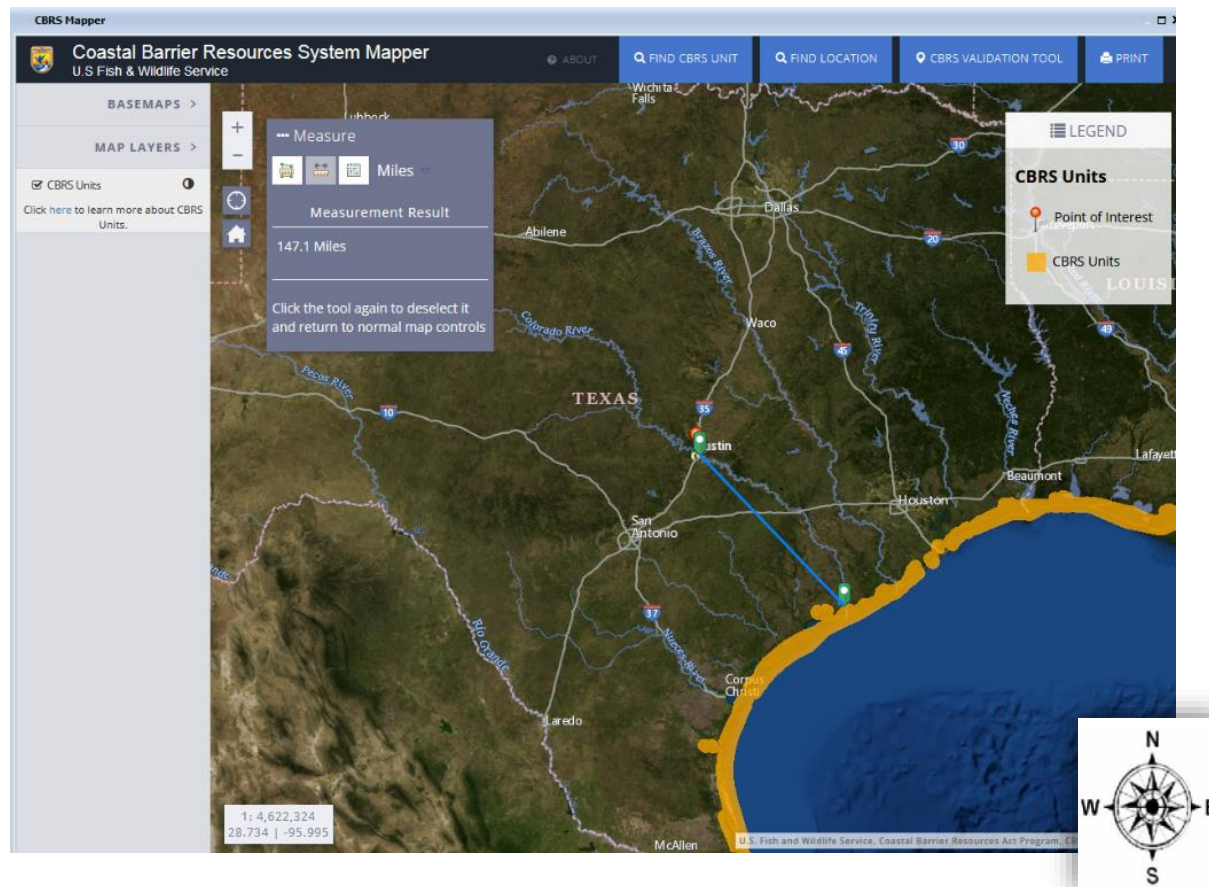 CBRS Mapper
Coastal Barrier Resources System Mapper
U.S Fish & Wildlife Service
ABOUT
FIND CBRS UNIT
FIND LOCATION
CBRS VALIDATION TOOL
PRINT
BASEMAPS >
MAP LAYERS >
CBRS Units
Click here to learn more about CBRS
Units.
+
−
Measure
Miles
Measurement Result
147.1 Miles
Click the tool again to deselect it
and return to normal map controls
LEGEND
CBRS Units
Point of Interest
CBRS Units
Wichita
Falls
Abilene
Dallas
30
20
LOUIS
49
Brazos River
Trinity River
Neches River
Colorado River
Waco
45
Pecos River
10
TEXAS
35
ustin
Lafayett
Beaumont
Houston
San
Antonio
37
Rio Grande
Nueces River
Corpus
Christi
Laredo
McAllen
1: 4,622,324
28.734 | -95.995
U.S. Fish and Wildlife Service, Coastal Barrier Resources Act Program, CB
N
W
E
S